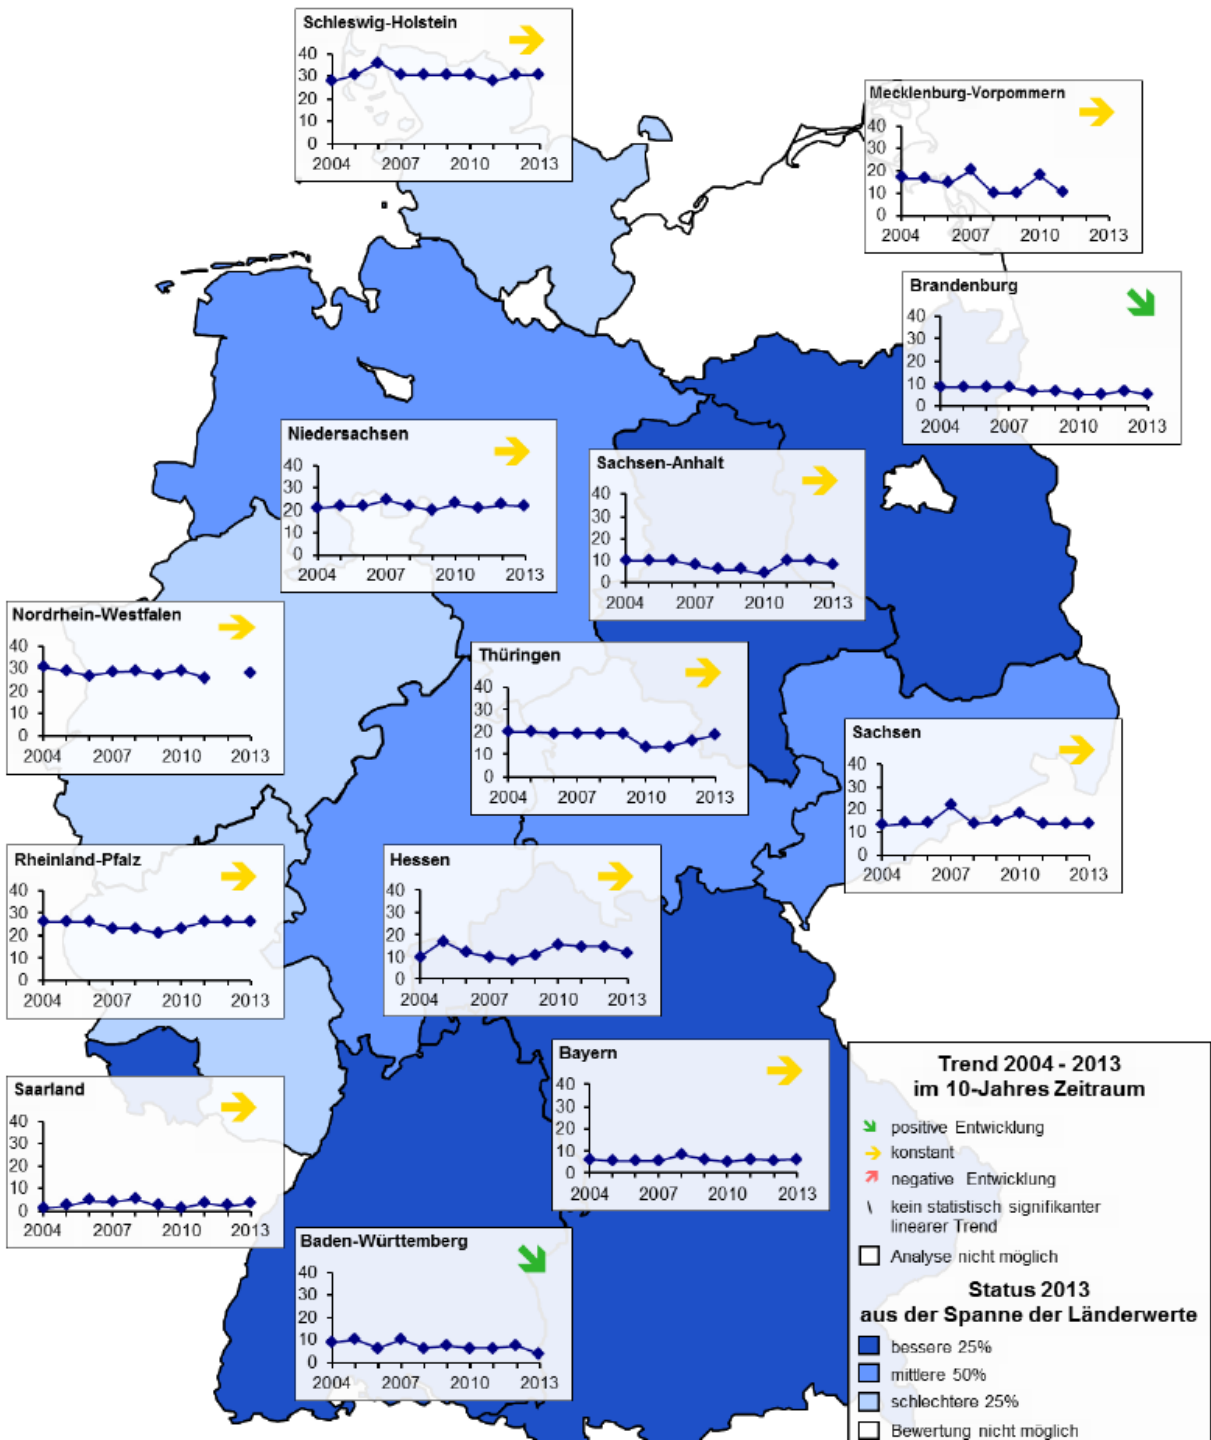 Schleswig-Holstein
40
30
20
10
0
2004 2007 2010 2013
Mecklenburg-Vorpommern
40
30
20
10
0
2004 2007 2010 2013
Brandenburg
40
30
20
10
0
2004 2007 2010 2013
Niedersachsen
40
30
20
10
0
2004 2007 2010 2013
Sachsen-Anhalt
40
30
20
10
0
2004 2007 2010 2013
Nordrhein-Westfalen
40
30
20
10
0
2004 2007 2010 2013
Thüringen
40
30
20
10
0
2004 2007 2010 2013
Sachsen
40
30
20
10
0
2004 2007 2010 2013
Rheinland-Pfalz
40
30
20
10
0
2004 2007 2010 2013
Hessen
40
30
20
10
0
2004 2007 2010 2013
Saarland
40
30
20
10
0
2004 2007 2010 2013
Bayern
40
30
20
10
0
2004 2007 2010 2013
Baden-Württemberg
40
30
20
10
0
2004 2007 2010 2013
Trend 2004 - 2013
im 10-Jahres Zeitraum
positive Entwicklung
konstant
negative Entwicklung
\ kein statistisch signifikanter
linearer Trend
Analyse nicht möglich
Status 2013
aus der Spanne der Länderwerte
bessere 25%
mittlere 50%
schlechtere 25%
Bewertung nicht möglich